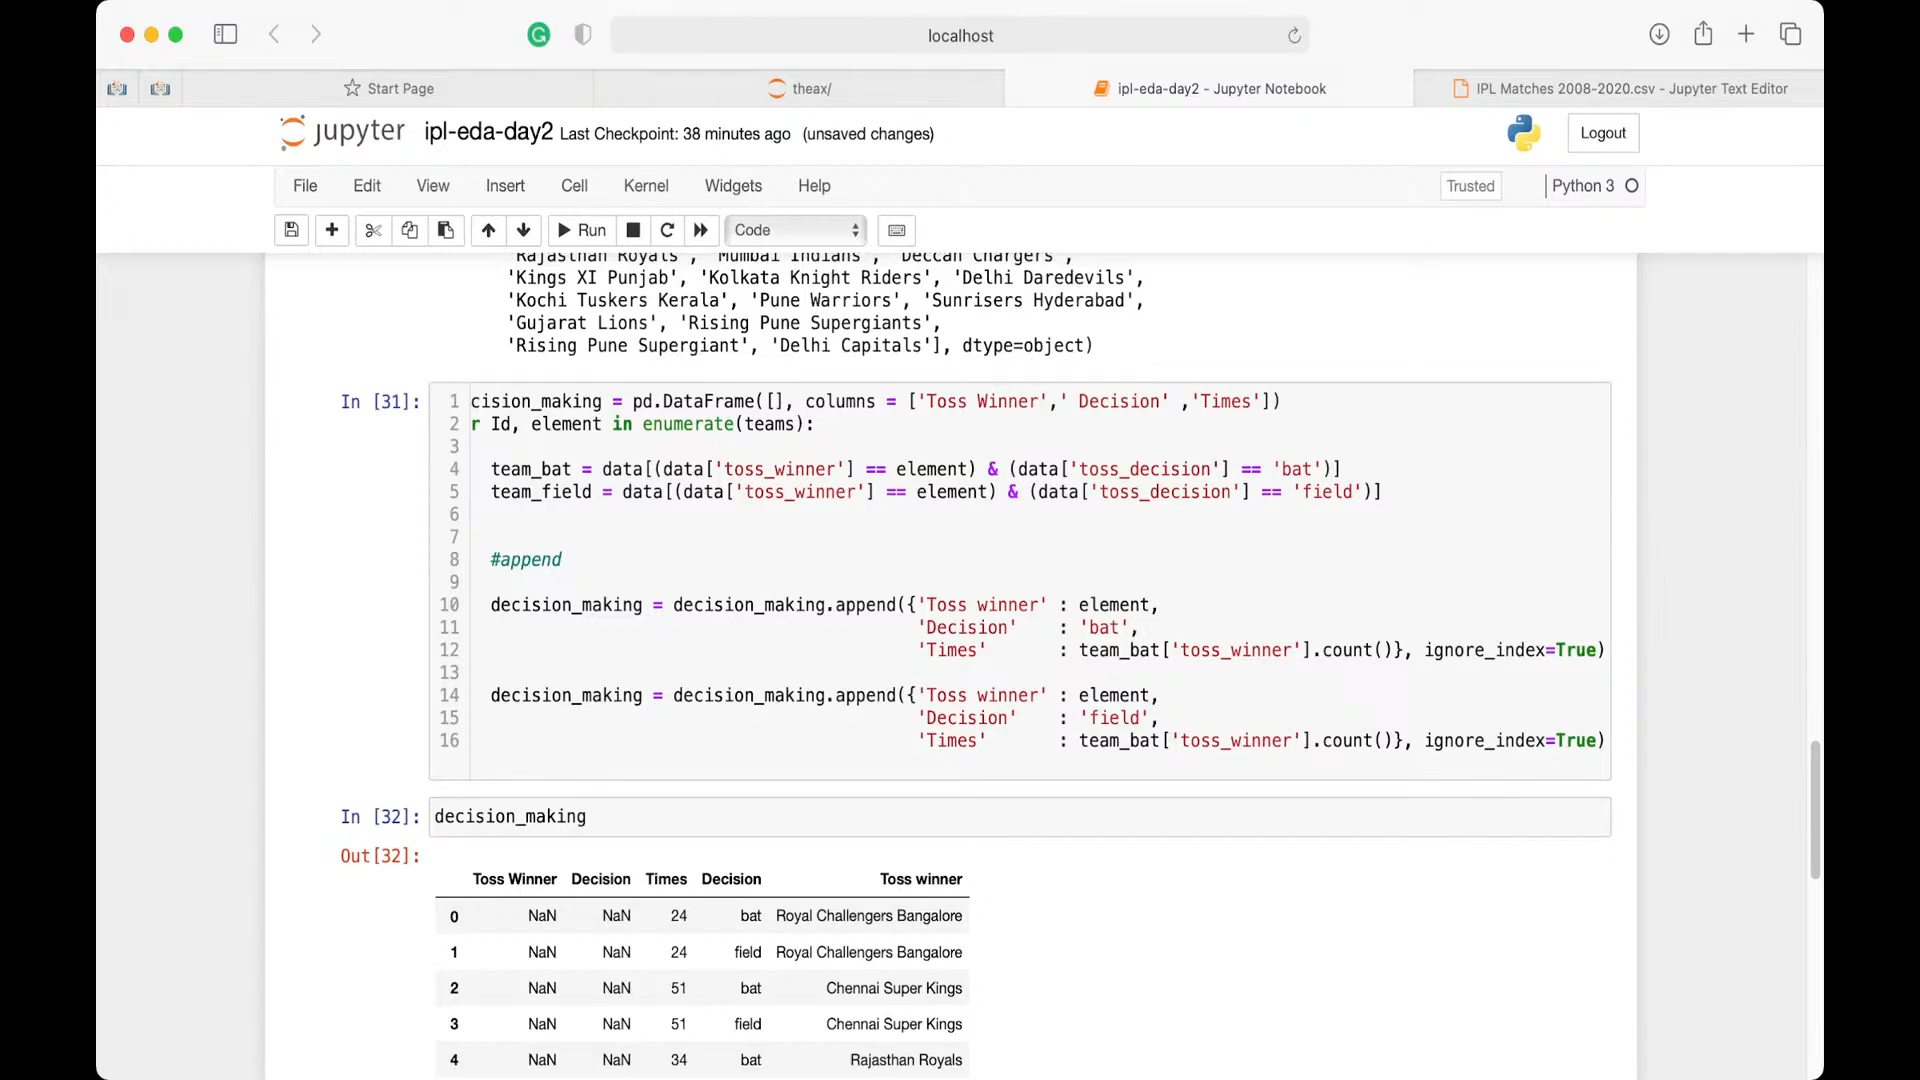 localhost
Start Page
theax/
ipl-eda-day2 - Jupyter Notebook
IPL Matches 2008-2020.csv - Jupyter Text Editor
jupyter ipl-eda-day2 Last Checkpoint: 38 minutes ago (unsaved changes)
Logout
File Edit View Insert Cell Kernel Widgets Help
Trusted
Python 3
Run
Code
'Rajasthan Royals', 'Mumbai Indians', 'Deccan Chargers',
'Kings XI Punjab', 'Kolkata Knight Riders', 'Delhi Daredevils',
'Kochi Tuskers Kerala', 'Pune Warriors', 'Sunrisers Hyderabad',
'Gujarat Lions', 'Rising Pune Supergiants',
'Rising Pune Supergiant', 'Delhi Capitals'], dtype=object)
In [31]:
1 cision_making = pd.DataFrame([], columns = ['Toss Winner',' Decision' ,'Times'])
2 r Id, element in enumerate(teams):
3
4 team_bat = data[(data['toss_winner'] == element) & (data['toss_decision'] == 'bat')]
5 team_field = data[(data['toss_winner'] == element) & (data['toss_decision'] == 'field')]
6
7
8 #append
9
10 decision_making = decision_making.append({'Toss winner' : element,
11 'Decision' : 'bat',
12 'Times' : team_bat['toss_winner'].count()}, ignore_index=True)
13
14 decision_making = decision_making.append({'Toss winner' : element,
15 'Decision' : 'field',
16 'Times' : team_bat['toss_winner'].count()}, ignore_index=True)
In [32]: decision_making
Out[32]:
Toss Winner Decision Times Decision Toss winner
0 NaN NaN 24 bat Royal Challengers Bangalore
1 NaN NaN 24 field Royal Challengers Bangalore
2 NaN NaN 51 bat Chennai Super Kings
3 NaN NaN 51 field Chennai Super Kings
4 NaN NaN 34 bat Rajasthan Royals